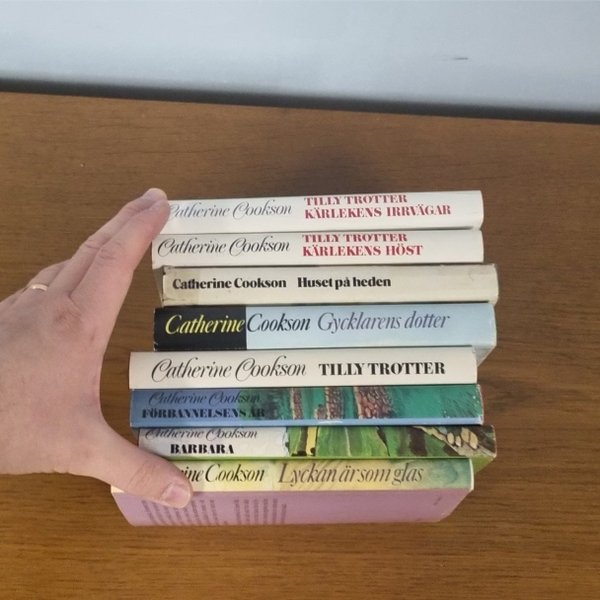 Catherine Cookson TILLY TROTTER
KÄRLEKENS IRRVÄGAR
Catherine Cookson TILLY TROTTER
KÄRLEKENS HÖST
Catherine Cookson Huset på heden
Catherine Cookson Gycklarens dotter
Catherine Cookson TILLY TROTTER
Catherine Cookson
FÖRBANNELSENS ÅR
Catherine Cookson
BARBARA
rine Cookson Lyckan är som glas